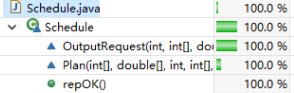 Schedule.java 100.0 %
Schedule 100.0 %
OutputRequest(int, int[], dou 100.0 %
Plan(int[], double[], int, int[], 100.0 %
repOK() 100.0 %